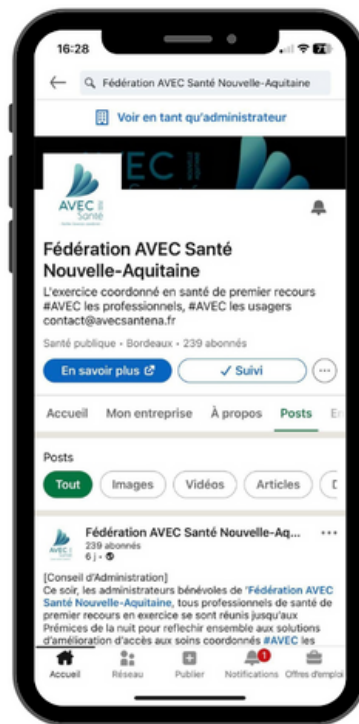 16:28
71
Fédération AVEC Santé Nouvelle-Aquitaine
Voir en tant qu'administrateur
EC
AVEC
Santé
Fédération AVEC Santé
Nouvelle-Aquitaine
L'exercice coordonné en santé de premier recours
#AVEC les professionnels, #AVEC les usagers
contact@avecsantena.fr
Santé publique • Bordeaux • 239 abonnés
En savoir plus
Suivi
Accueil Mon entreprise À propos Posts
Posts
Tout Images Vidéos Articles D
AVEC
Fédération AVEC Santé Nouvelle-Aq...
239 abonnés
6 j •
[Conseil d'Administration]
Ce soir, les administrateurs bénévoles de 'Fédération AVEC
Santé Nouvelle-Aquitaine, tous professionnels de santé de
premier recours en exercice se sont réunis jusqu'aux
Prémices de la nuit pour reflechir ensemble aux solutions
d'amélioration d'accès aux soins coordonnés #AVEC les
1
Accueil Réseau Publier Notifications Offres d'emploi